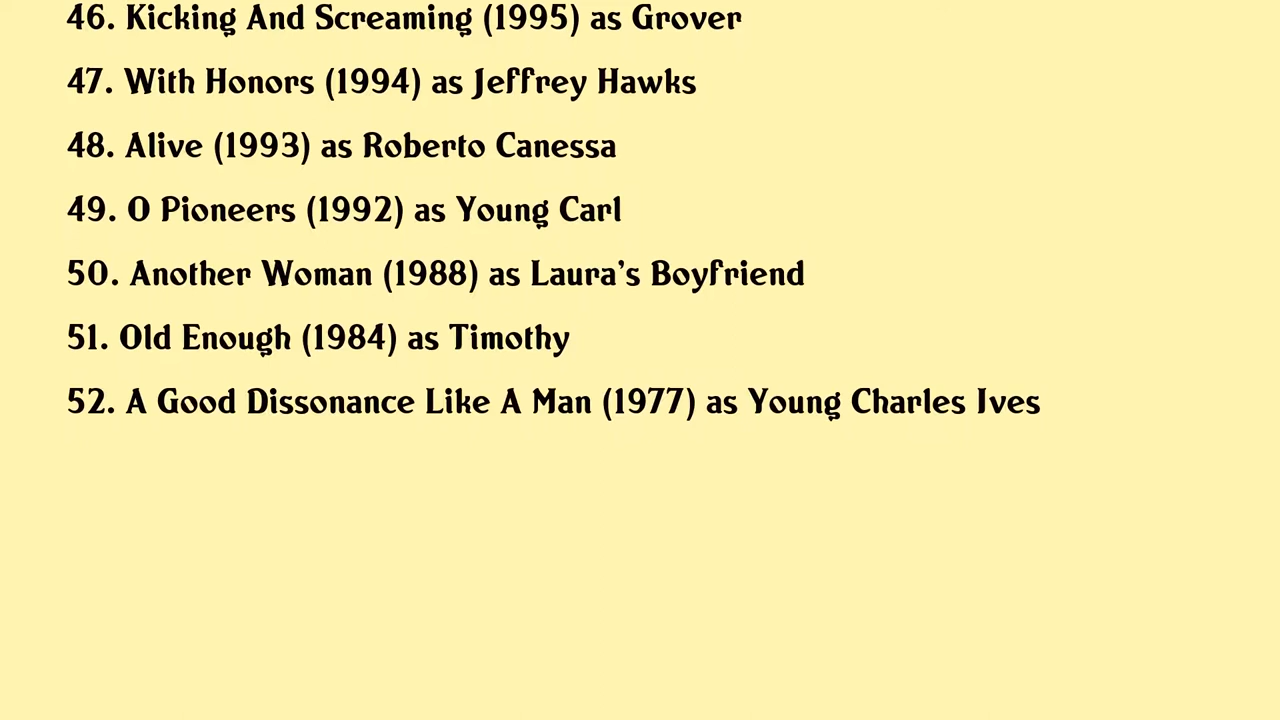 46. Kicking And Screaming (1995) as Grover
47. With Honors (1994) as Jeffrey Hawks
48. Alive (1993) as Roberto Canessa
49. O Pioneers (1992) as Young Carl
50. Another Woman (1988) as Laura's Boyfriend
51. Old Enough (1984) as Timothy
52. A Good Dissonance Like A Man (1977) as Young Charles Ives